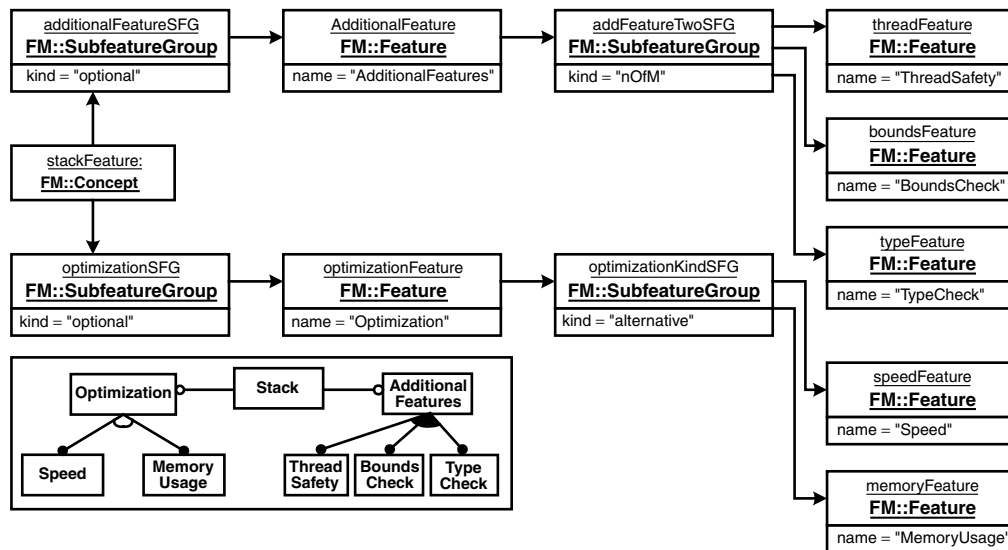 additionalFeatureSFG
FM::SubfeatureGroup
kind = "optional"
AdditionalFeature
FM::Feature
name = "AdditionalFeatures"
addFeatureTwoSFG
FM::SubfeatureGroup
kind = "nOfM"
threadFeature
FM::Feature
name = "ThreadSafety"
boundsFeature
FM::Feature
name = "BoundsCheck"
stackFeature:
FM::Concept
typeFeature
FM::Feature
name = "TypeCheck"
optimizationSFG
FM::SubfeatureGroup
kind = "optional"
optimizationFeature
FM::Feature
name = "Optimization"
optimizationKindSFG
FM::SubfeatureGroup
kind = "alternative"
speedFeature
FM::Feature
name = "Speed"
memoryFeature
FM::Feature
name = "MemoryUsage"
Optimization
Stack
Additional
Features
Speed
Memory
Usage
Thread
Safety
Bounds
Check
Type
Check